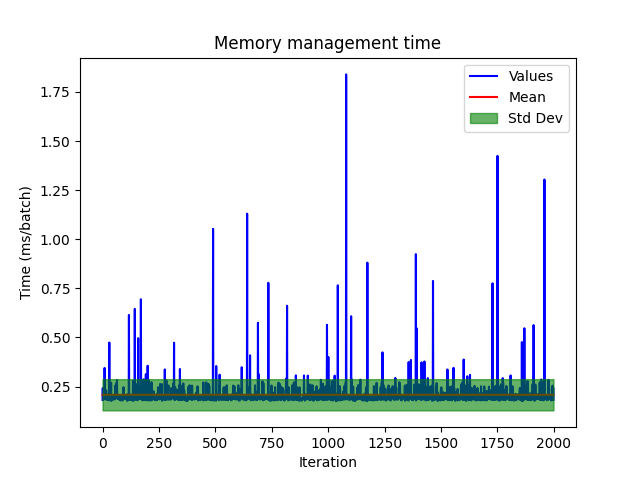 Memory management time
Values
Mean
Std Dev
Time (ms/batch)
1.75
1.50
1.25
1.00
0.75
0.50
0.25
0 250 500 750 1000 1250 1500 1750 2000
Iteration